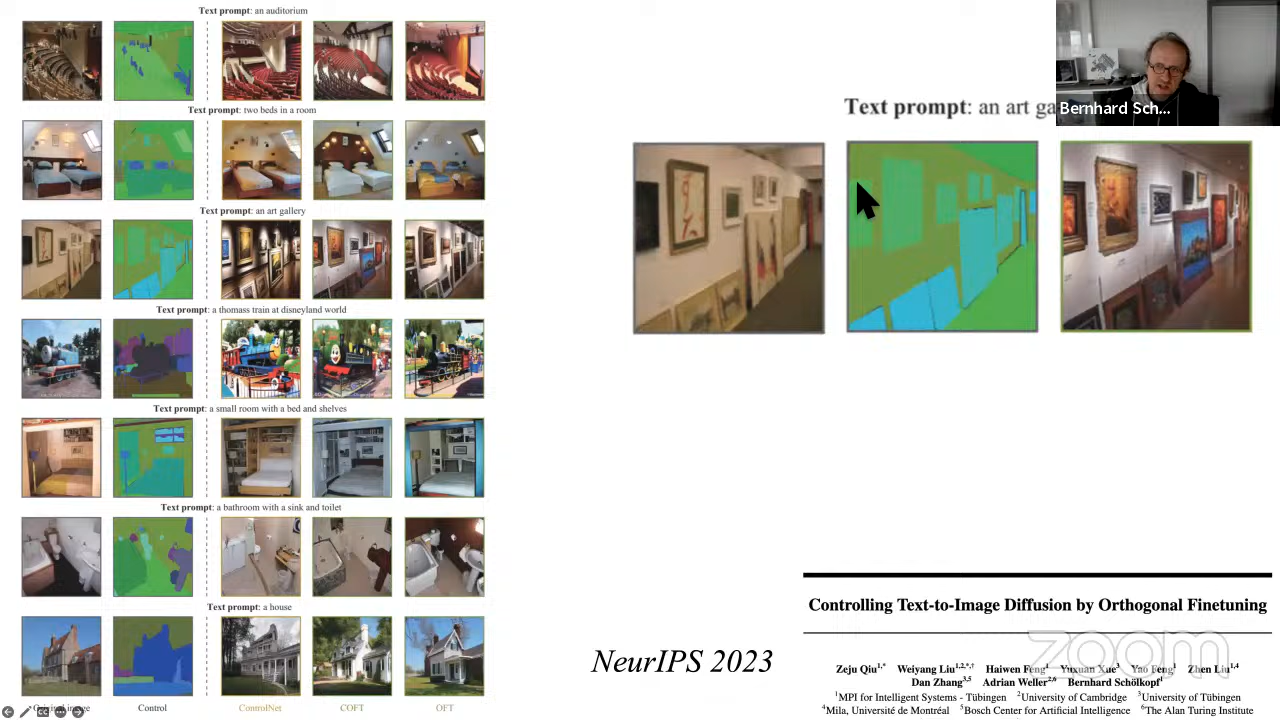 Text prompt: an auditorium
Text prompt: two beds in a room
Text prompt: an art gallery
Text prompt: a thomass train at disneyland world
Text prompt: a small room with a bed and shelves
Text prompt: a bathroom with a sink and toilet
Text prompt: a house
Control
ControlNet
COFT
OFT
Text prompt: an art ga
Bernhard Sch...
NeurIPS 2023
Controlling Text-to-Image Diffusion by Orthogonal Finetuning
zoom
Zeju Qiu1,* Weiyang Liu1,2,*,† Haiwen Feng1 Yuxuan Xue3 Yao Feng1 Zhen Liu1,4
Dan Zhang3,5 Adrian Weller2,6 Bernhard Schölkopf1
1MPI for Intelligent Systems - Tübingen 2University of Cambridge 3University of Tübingen
4Mila, Université de Montréal 5Bosch Center for Artificial Intelligence 6The Alan Turing Institute